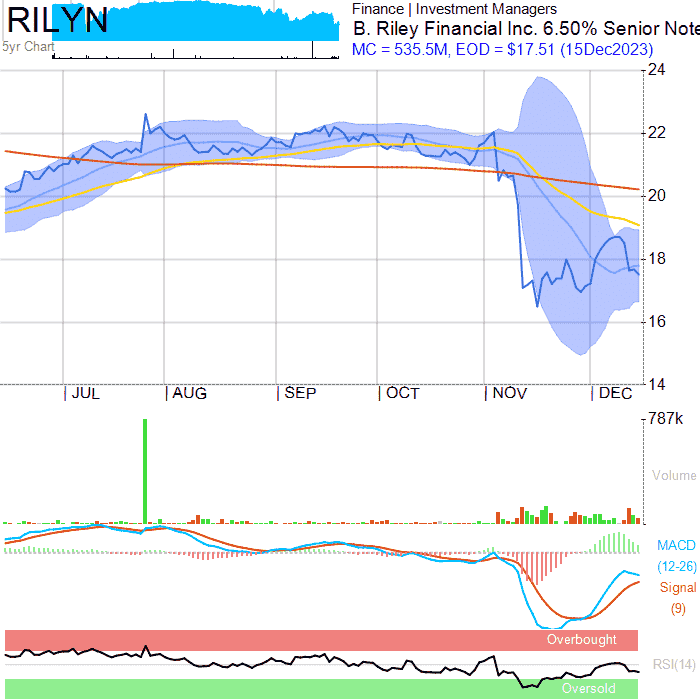 RILYN
5yr Chart
Finance | Investment Managers
B. Riley Financial Inc. 6.50% Senior Note
MC = 535.5M, EOD = $17.51 (15Dec2023)
24
22
20
18
16
14
JUL AUG SEP OCT NOV DEC
787k
Volume
MACD
(12-26)
Signal
(9)
Overbought
RSI(14)
Oversold